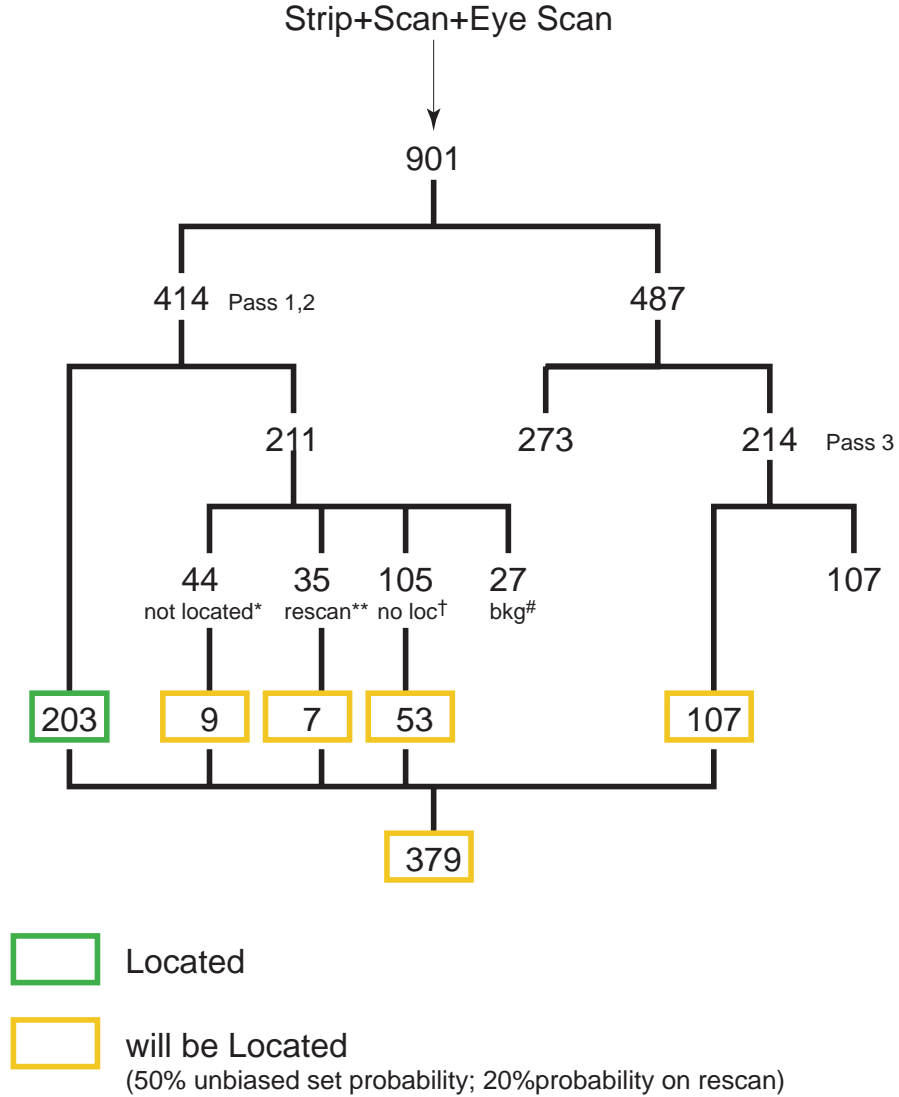 Strip+Scan+Eye Scan
901
414 Pass 1,2 487
211 273 214 Pass 3
44 35 105 27 107
not located* rescan** no loc† bkg#
203 9 7 53 107
379
Located
will be Located
(50% unbiased set probability; 20%probability on rescan)